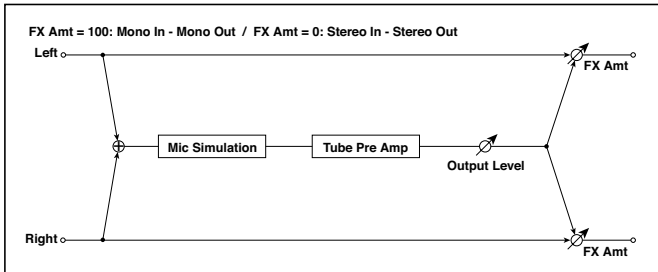 FX Amt = 100: Mono In - Mono Out / FX Amt = 0: Stereo In - Stereo Out
Left
FX Amt
Mic Simulation
Tube Pre Amp
Output Level
Right
FX Amt